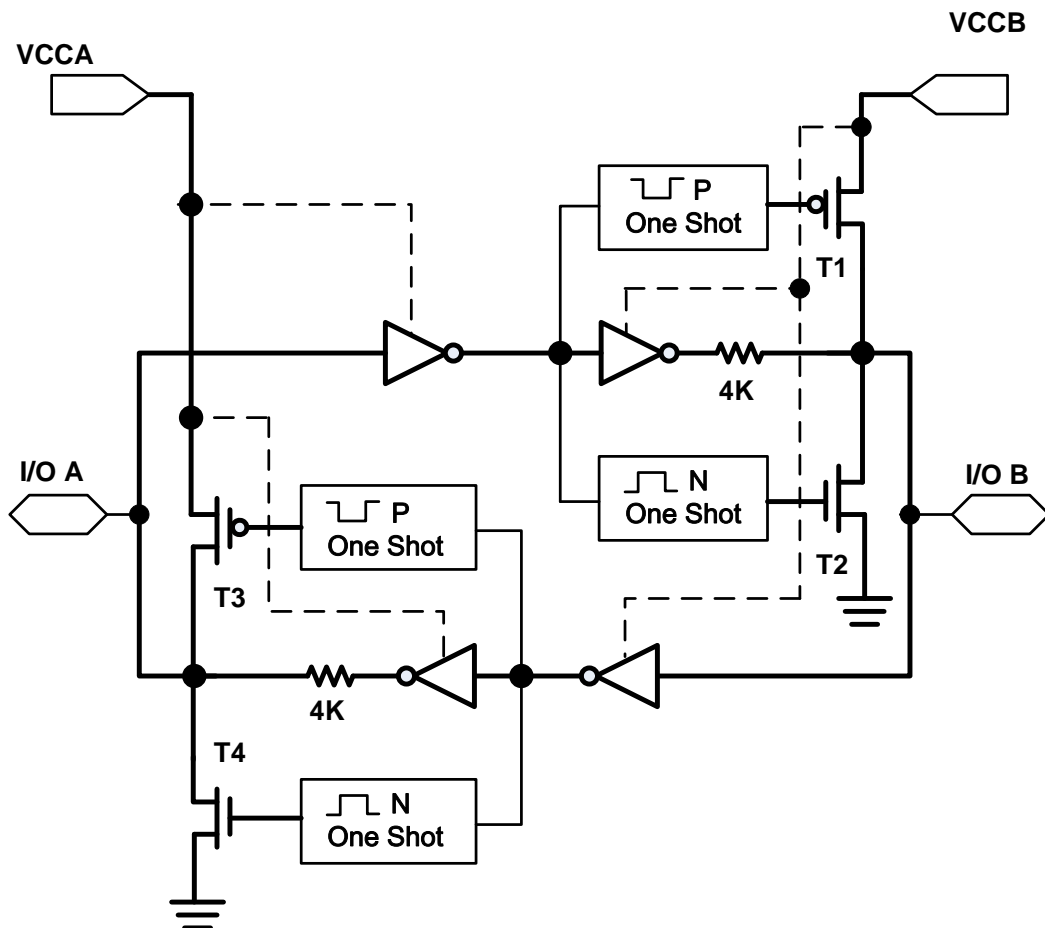 VCCB
VCCA
P
One Shot
T1
4K
I/O A
I/O B
N
One Shot
P
One Shot
T2
T3
4K
T4
N
One Shot